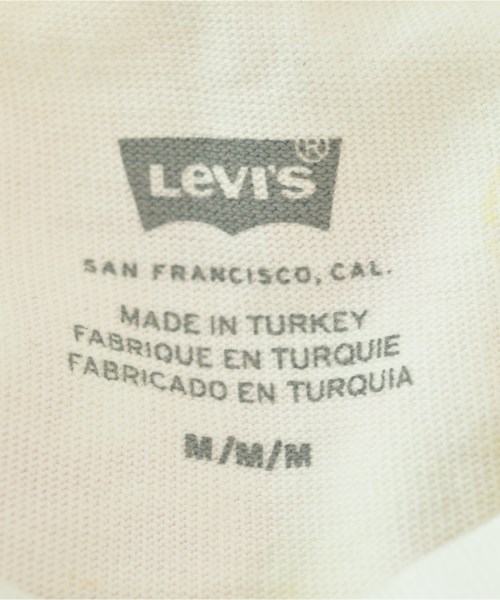 LEVI'S ®
SAN FRANCISCO, CAL.
MADE IN TURKEY
FABRIQUE EN TURQUIE
FABRICADO EN TURQUIA
M/M/M